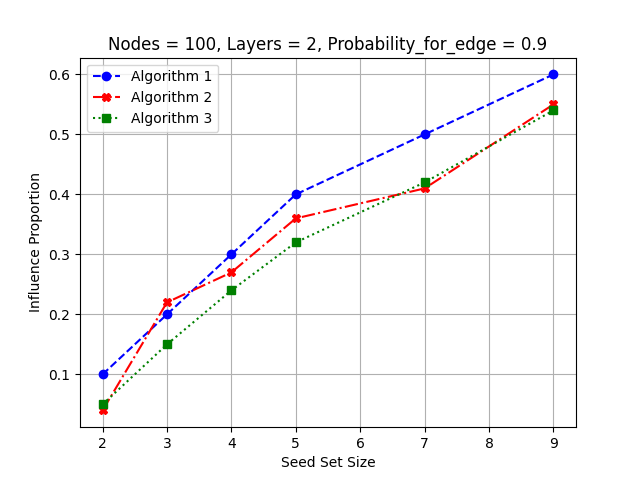 Nodes = 100, Layers = 2, Probability_for_edge = 0.9
Algorithm 1
Algorithm 2
Algorithm 3
0.6
0.5
0.4
0.3
0.2
0.1
Influence Proportion
2 3 4 5 6 7 8 9
Seed Set Size